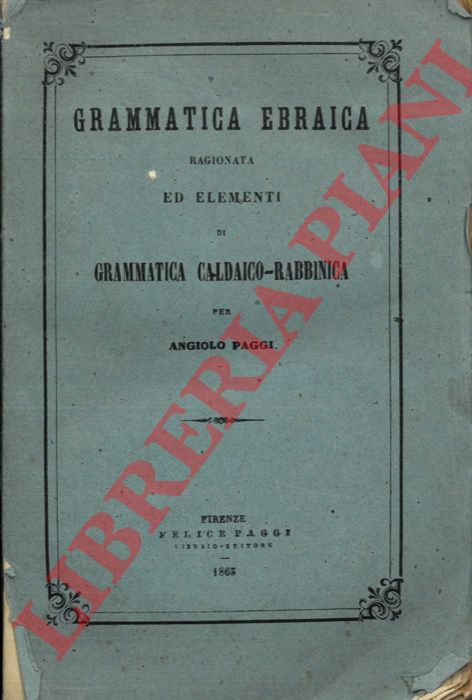 GRAMMATICA EBRAICA
RAGIONATA
ED ELEMENTI
DI
GRAMMATICA CALDAICO-RABBINICA
PER
ANGIOLO PAGGI.
FIRENZE
FELICE PAGGI
LIBRAIO-EDITORE
1863
LIBRERIA PIANI